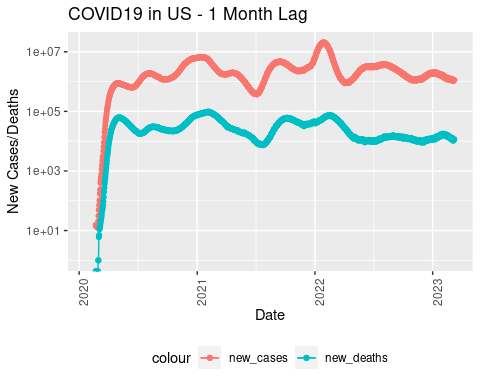 COVID19 in US - 1 Month Lag
New Cases/Deaths
1e+07
1e+05
1e+03
1e+01
2020
2021
2022
2023
Date
colour
new_cases
new_deaths